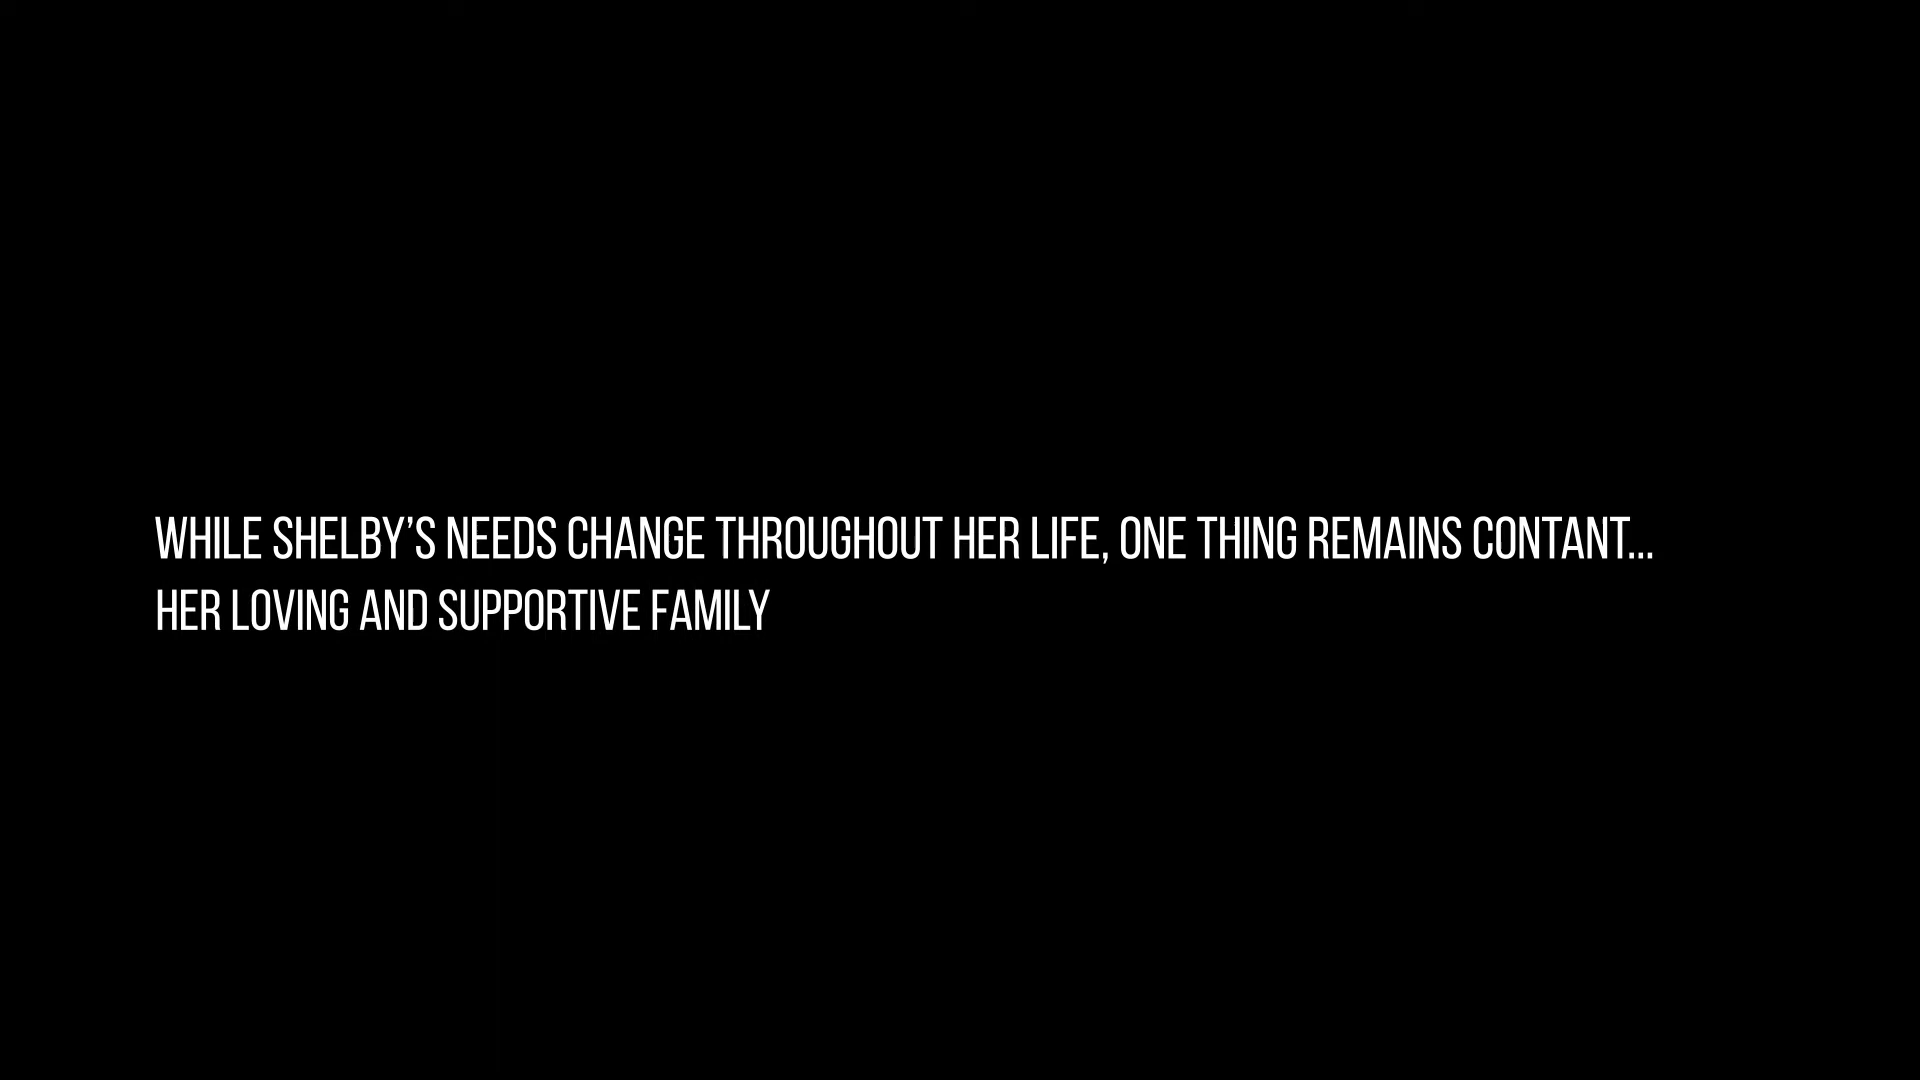 WHILE SHELBY’S NEEDS CHANGE THROUGHOUT HER LIFE, ONE THING REMAINS CONTANT...
HER LOVING AND SUPPORTIVE FAMILY